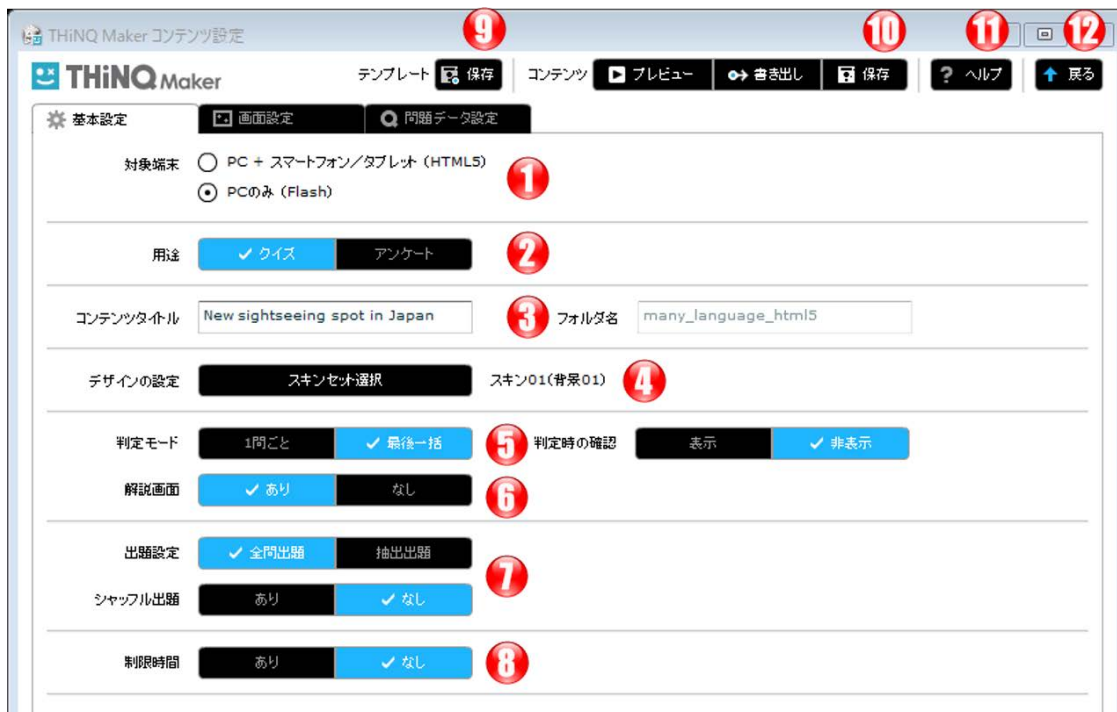 THiNQ Maker コンテンツ設定 9 10 11 12
THiNQ Maker テンプレート 保存 コンテンツ プレビュー 書き出し 保存 ? ヘルプ 戻る
基本設定 画面設定 問題データ設定
対象端末 PC + スマートフォン／タブレット (HTML5) 1
PCのみ (Flash)
用途 クイズ アンケート 2
コンテンツタイトル New sightseeing spot in Japan 3 フォルダ名 many_language_html5
デザインの設定 スキンセット選択 スキン01(背景01) 4
判定モード 1問ごと 最後一括 5 判定時の確認 表示 非表示
解説画面 あり なし 6
出題設定 全問出題 抽出出題 7
シャッフル出題 あり なし
制限時間 あり なし 8